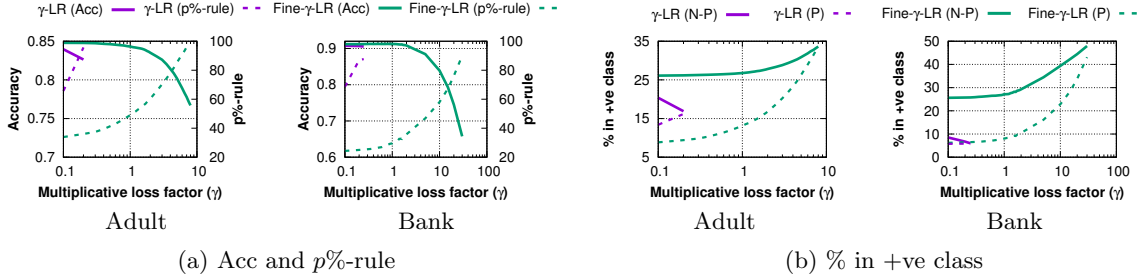 γ-LR (Acc) γ-LR (p%-rule) Fine-γ-LR (Acc) Fine-γ-LR (p%-rule)
0.85
0.8
0.75
0.7
Accuracy
0.1 1 10
100
80
60
40
20
p%-rule
Multiplicative loss factor (γ)
Adult
0.9
0.8
0.7
0.6
Accuracy
0.1 1 10 100
100
80
60
40
20
p%-rule
Multiplicative loss factor (γ)
Bank
(a) Acc and p%-rule
γ-LR (N-P) γ-LR (P) Fine-γ-LR (N-P) Fine-γ-LR (P)
35
25
15
5
% in +ve class
0.1 1 10
Multiplicative loss factor (γ)
Adult
50
40
30
20
10
0
% in +ve class
0.1 1 10 100
Multiplicative loss factor (γ)
Bank
(b) % in +ve class